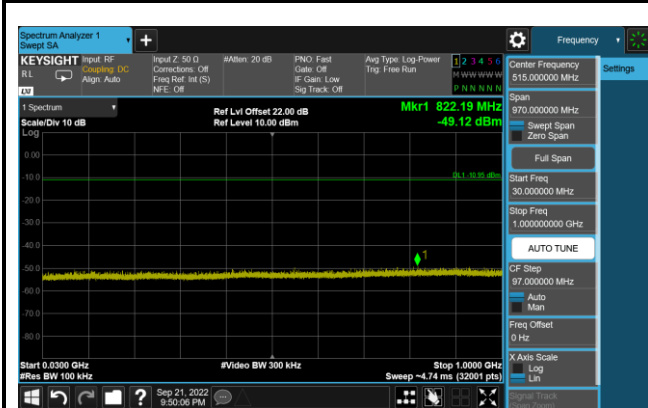 Spectrum Analyzer 1
Swept SA
Frequency
KEYSIGHT
RL
Input: RF
Coupling: DC
Align: Auto
Input Z: 50 Ω
Corrections: Off
Freq Ref: Int (S)
NFE: Off
#Atten: 20 dB
PNO: Fast
Gate: Off
IF Gain: Low
Sig Track: Off
Avg Type: Log-Power
Trig: Free Run
1 2 3 4 5 6
M W W W W W
P N N N N N
1 Spectrum
Scale/Div 10 dB
Log
Ref Lvl Offset 22.00 dB
Ref Level 10.00 dBm
Mkr1 822.19 MHz
-49.12 dBm
0.00
-10.0
-20.0
-30.0
-40.0
-50.0
-60.0
-70.0
-80.0
DL1 -10.95 dBm
1
Start 0.0300 GHz
#Res BW 100 kHz
#Video BW 300 kHz
Stop 1.0000 GHz
Sweep ~4.74 ms (32001 pts)
Center Frequency
515.000000 MHz
Settings
Span
970.000000 MHz
Swept Span
Zero Span
Full Span
Start Freq
30.000000 MHz
Stop Freq
1.000000000 GHz
AUTO TUNE
CF Step
97.000000 MHz
Auto
Man
Freq Offset
0 Hz
X Axis Scale
Log
Lin
Signal Track
(Span Zoom)
Sep 21, 2022
9:50:06 PM